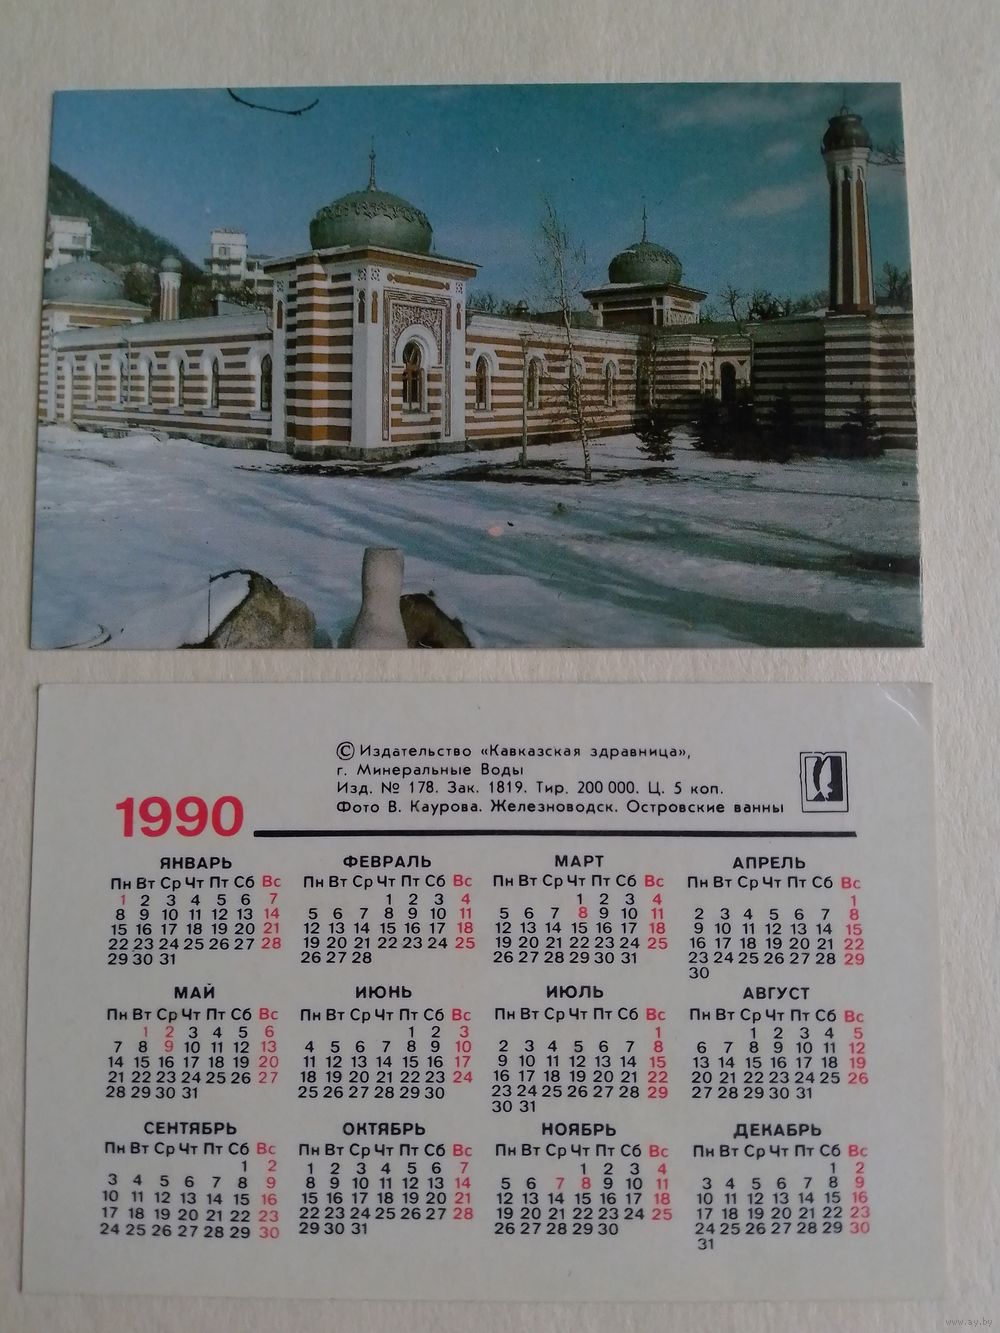 © Издательство «Кавказская здравница»,
г. Минеральные Воды
Изд. № 178. Зак. 1819. Тир. 200 000. Ц. 5 коп.
Фото В. Каурова. Железноводск. Островские ванны
1990
ЯНВАРЬ
Пн Вт Ср Чт Пт Сб Вс
1 2 3 4 5 6 7
8 9 10 11 12 13 14
15 16 17 18 19 20 21
22 23 24 25 26 27 28
29 30 31
ФЕВРАЛЬ
Пн Вт Ср Чт Пт Сб Вс
1 2 3 4
5 6 7 8 9 10 11
12 13 14 15 16 17 18
19 20 21 22 23 24 25
26 27 28
МАРТ
Пн Вт Ср Чт Пт Сб Вс
1 2 3 4
5 6 7 8 9 10 11
12 13 14 15 16 17 18
19 20 21 22 23 24 25
26 27 28 29 30 31
АПРЕЛЬ
Пн Вт Ср Чт Пт Сб Вс
1
2 3 4 5 6 7 8
9 10 11 12 13 14 15
16 17 18 19 20 21 22
23 24 25 26 27 28 29
30
МАЙ
Пн Вт Ср Чт Пт Сб Вс
1 2 3 4 5 6
7 8 9 10 11 12 13
14 15 16 17 18 19 20
21 22 23 24 25 26 27
28 29 30 31
ИЮНЬ
Пн Вт Ср Чт Пт Сб Вс
1 2 3
4 5 6 7 8 9 10
11 12 13 14 15 16 17
18 19 20 21 22 23 24
25 26 27 28 29 30
ИЮЛЬ
Пн Вт Ср Чт Пт Сб Вс
1
2 3 4 5 6 7 8
9 10 11 12 13 14 15
16 17 18 19 20 21 22
23 24 25 26 27 28 29
30 31
АВГУСТ
Пн Вт Ср Чт Пт Сб Вс
1 2 3 4 5
6 7 8 9 10 11 12
13 14 15 16 17 18 19
20 21 22 23 24 25 26
27 28 29 30 31
СЕНТЯБРЬ
Пн Вт Ср Чт Пт Сб Вс
1 2
3 4 5 6 7 8 9
10 11 12 13 14 15 16
17 18 19 20 21 22 23
24 25 26 27 28 29 30
ОКТЯБРЬ
Пн Вт Ср Чт Пт Сб Вс
1 2 3 4 5 6 7
8 9 10 11 12 13 14
15 16 17 18 19 20 21
22 23 24 25 26 27 28
29 30 31
НОЯБРЬ
Пн Вт Ср Чт Пт Сб Вс
1 2 3 4
5 6 7 8 9 10 11
12 13 14 15 16 17 18
19 20 21 22 23 24 25
26 27 28 29 30
ДЕКАБРЬ
Пн Вт Ср Чт Пт Сб Вс
1 2
3 4 5 6 7 8 9
10 11 12 13 14 15 16
17 18 19 20 21 22 23
24 25 26 27 28 29 30
31
www.ay.by